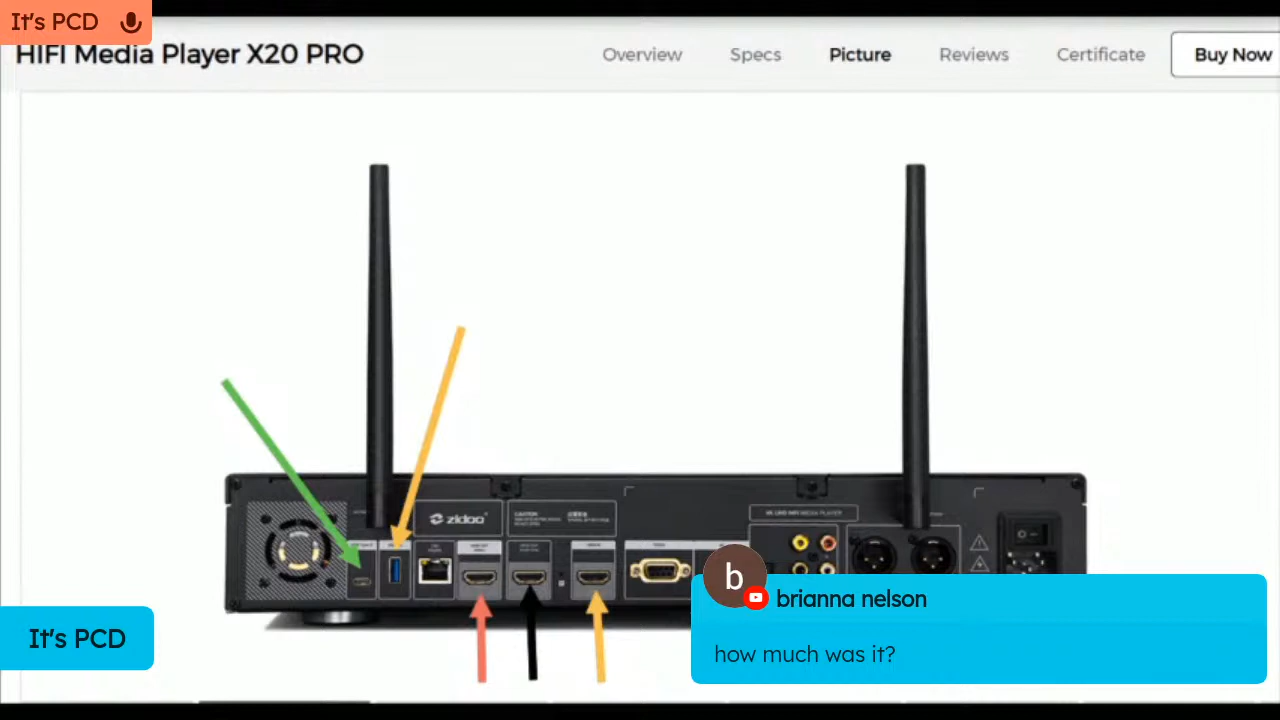 It's PCD
HIFI Media Player X20 PRO
Overview
Specs
Picture
Reviews
Certificate
Buy Now
zidoo
CAUTION
b
brianna nelson
how much was it?
It's PCD